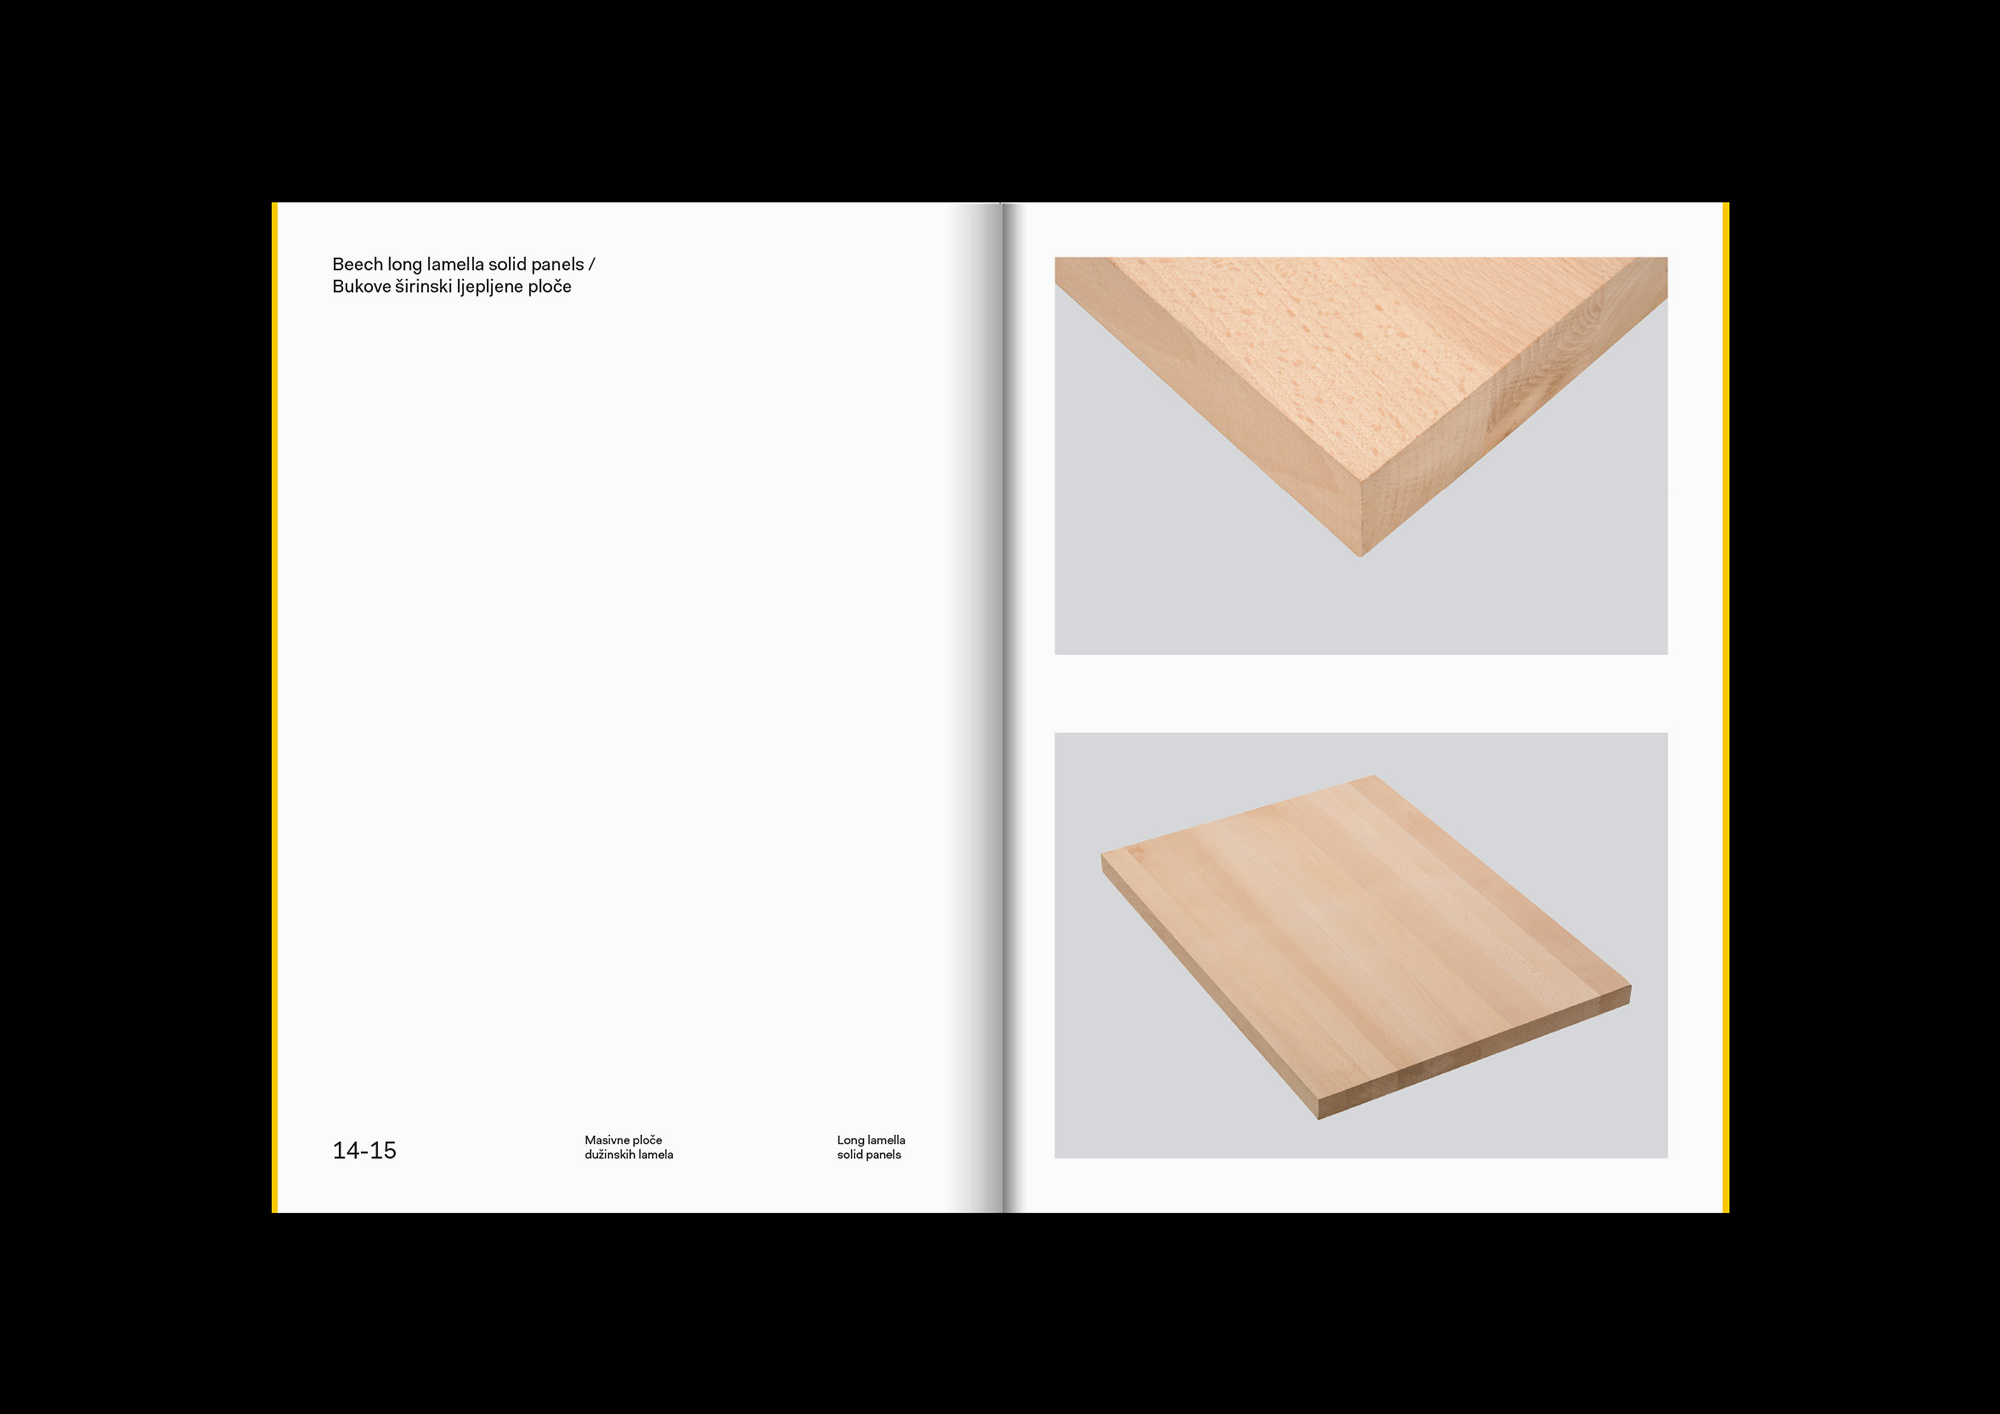 Beech long lamella solid panels /
Bukove širinski ljepljene ploče
14-15
Masivne ploče
dužinskih lamela
Long lamella
solid panels